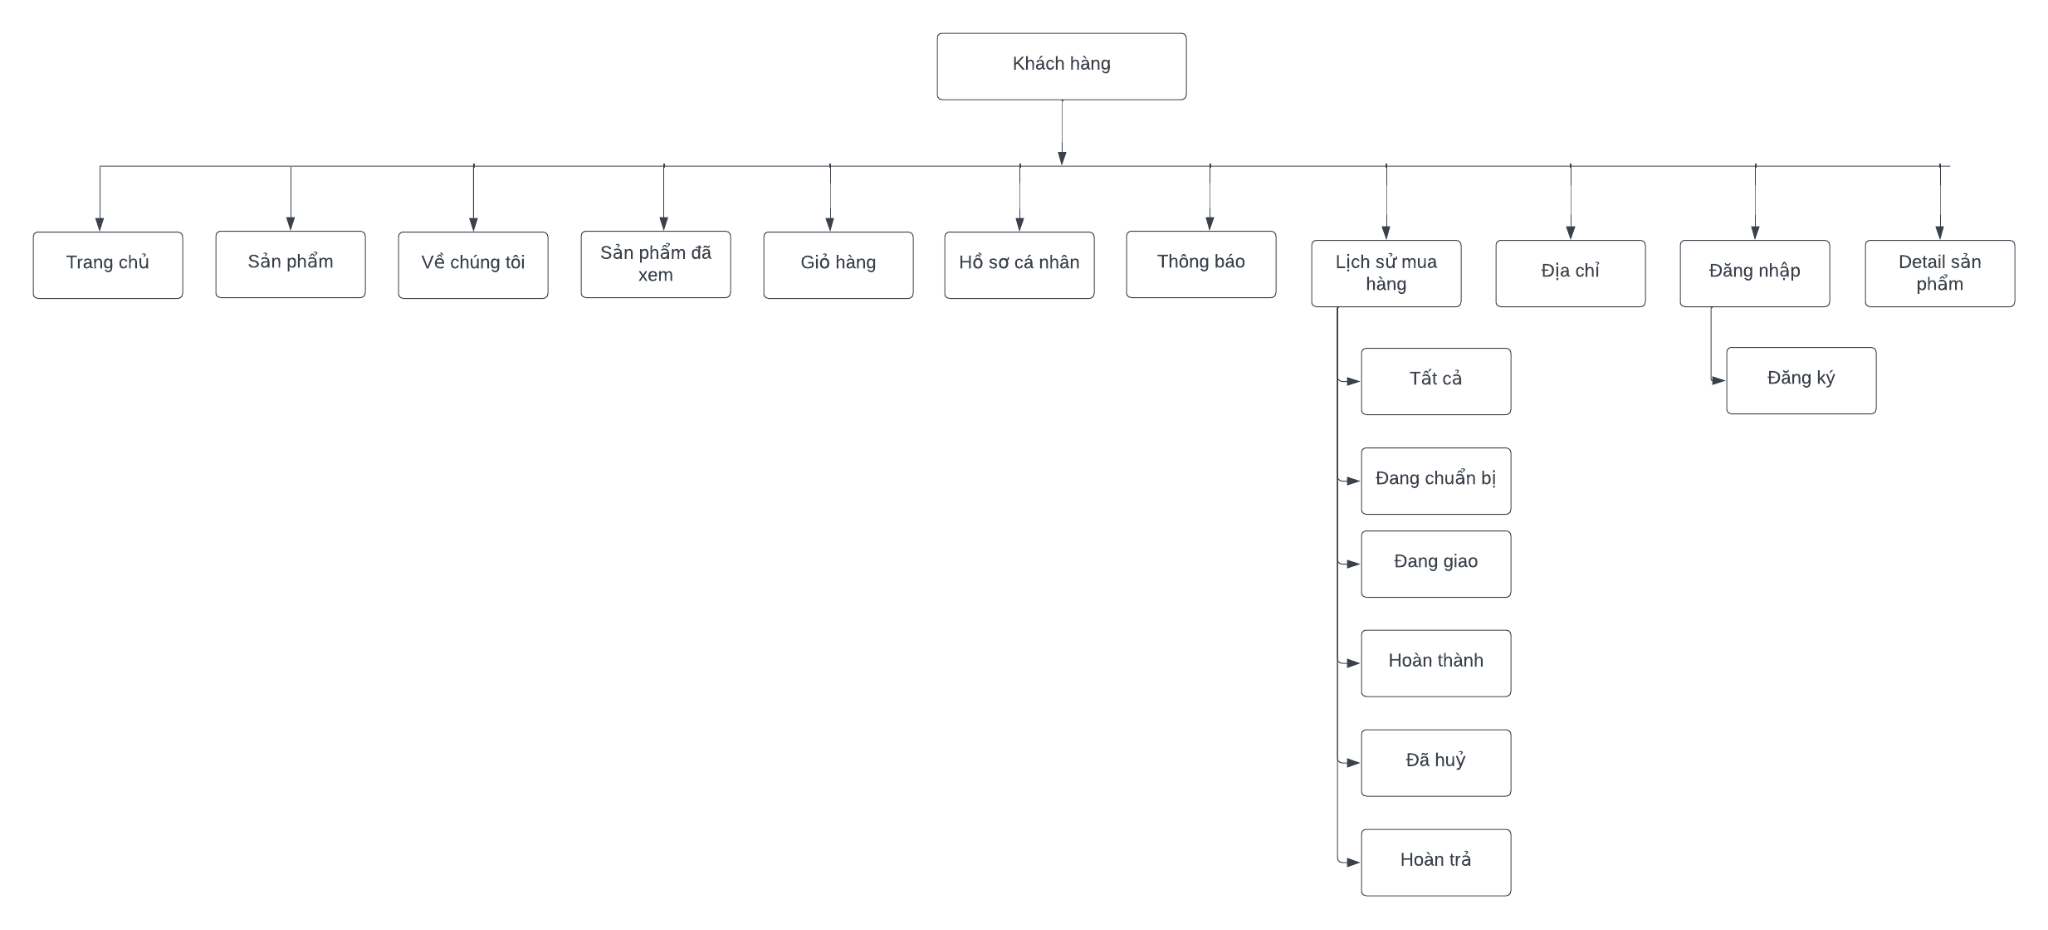 Khách hàng
Trang chủ
Sản phẩm
Về chúng tôi
Sản phẩm đã
xem
Giỏ hàng
Hồ sơ cá nhân
Thông báo
Lịch sử mua
hàng
Địa chỉ
Đăng nhập
Detail sản
phẩm
Tất cả
Đăng ký
Đang chuẩn bị
Đang giao
Hoàn thành
Đã huỷ
Hoàn trả